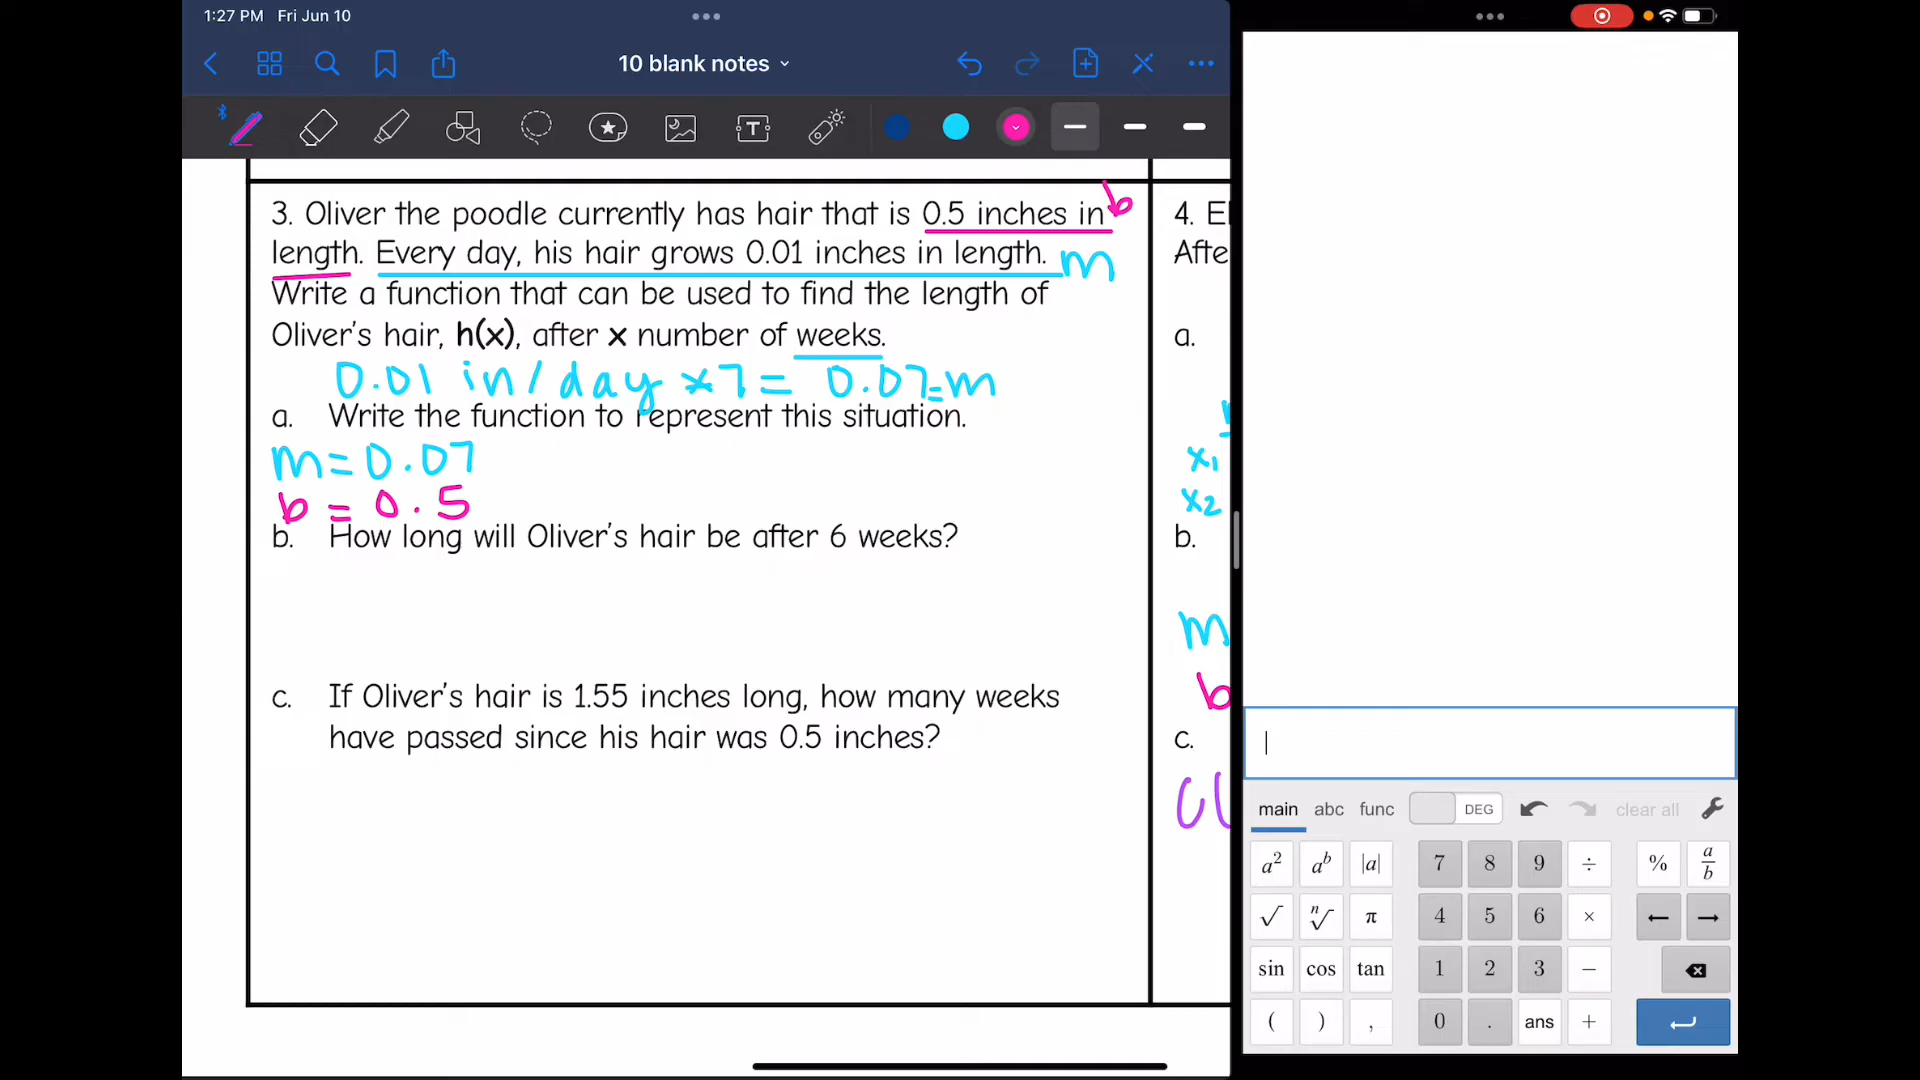 1:27 PM Fri Jun 10
10 blank notes
T
3. Oliver the poodle currently has hair that is 0.5 inches in b
length. Every day, his hair grows 0.01 inches in length. m
Write a function that can be used to find the length of
Oliver's hair, h(x), after x number of weeks.
0.01 in/day *7 = 0.07=m
a. Write the function to represent this situation.
m=0.07
b = 0.5
b. How long will Oliver's hair be after 6 weeks?
c. If Oliver's hair is 1.55 inches long, how many weeks
have passed since his hair was 0.5 inches?
4. El
Afte
a.
x1
x2
b.
m
b
c.
main abc func DEG clear all
a² aᵇ |a| 7 8 9 ÷ % a/b
√ ⁿ√ π 4 5 6 × ← →
sin cos tan 1 2 3 −
( ) , 0 . ans +